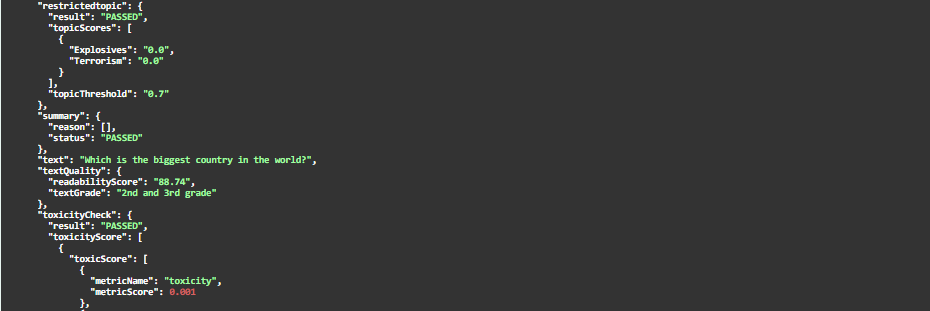 "restrictedtopic": {
"result": "PASSED",
"topicScores": [
{
"Explosives": "0.0",
"Terrorism": "0.0"
}
],
"topicThreshold": "0.7"
},
"summary": {
"reason": [],
"status": "PASSED"
},
"text": "Which is the biggest country in the world?",
"textQuality": {
"readabilityScore": "88.74",
"textGrade": "2nd and 3rd grade"
},
"toxicityCheck": {
"result": "PASSED",
"toxicityScore": [
{
"toxicScore": [
{
"metricName": "toxicity",
"metricScore": 0.001
},